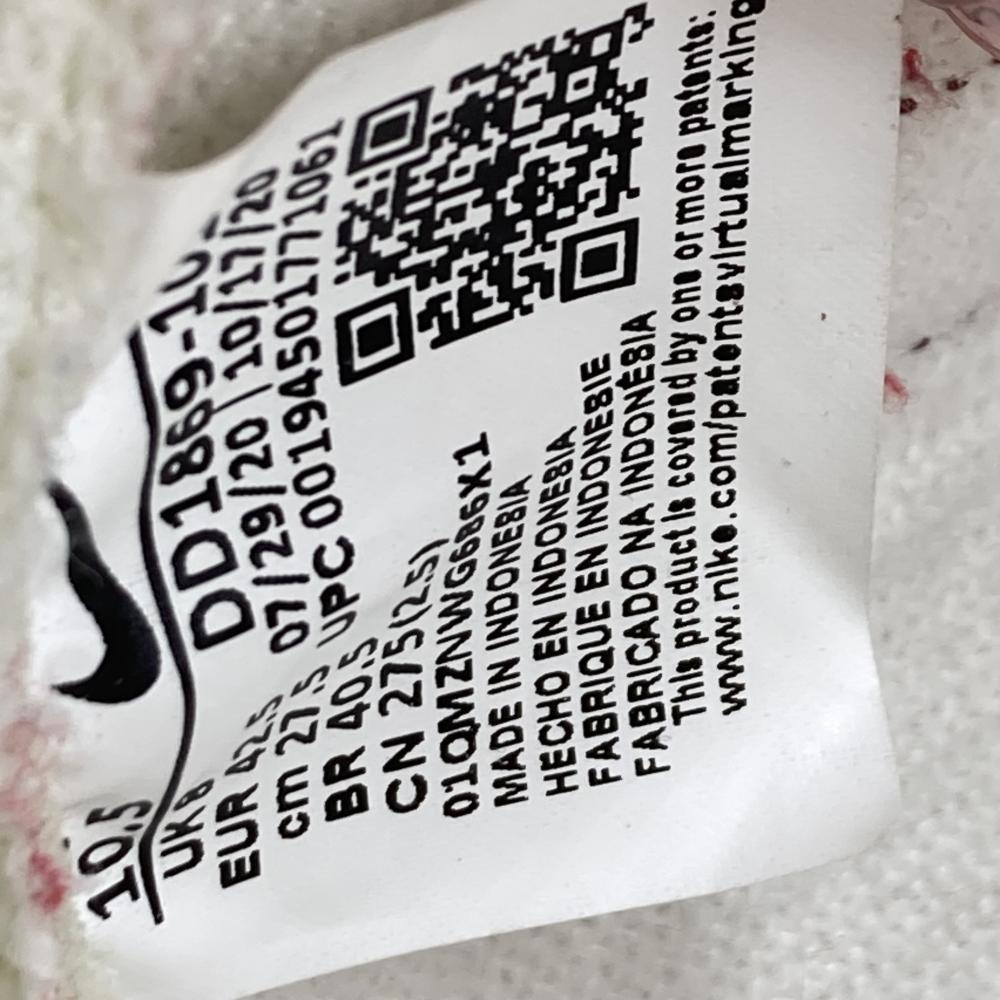 10.5
UK 8
EUR 42.5
cm 27.5
BR 40.5
CN 275 (2.5)
DD1869-10
07/29/20 | 10/17/20
UPC 00194501771061
01QMZNWG686X1
MADE IN INDONESIA
HECHO EN INDONESIA
FABRIQUE EN INDONESIE
FABRICADO NA INDONÉSIA
This product is covered by one or more patents:
www.nike.com/patentsvirtualmarking